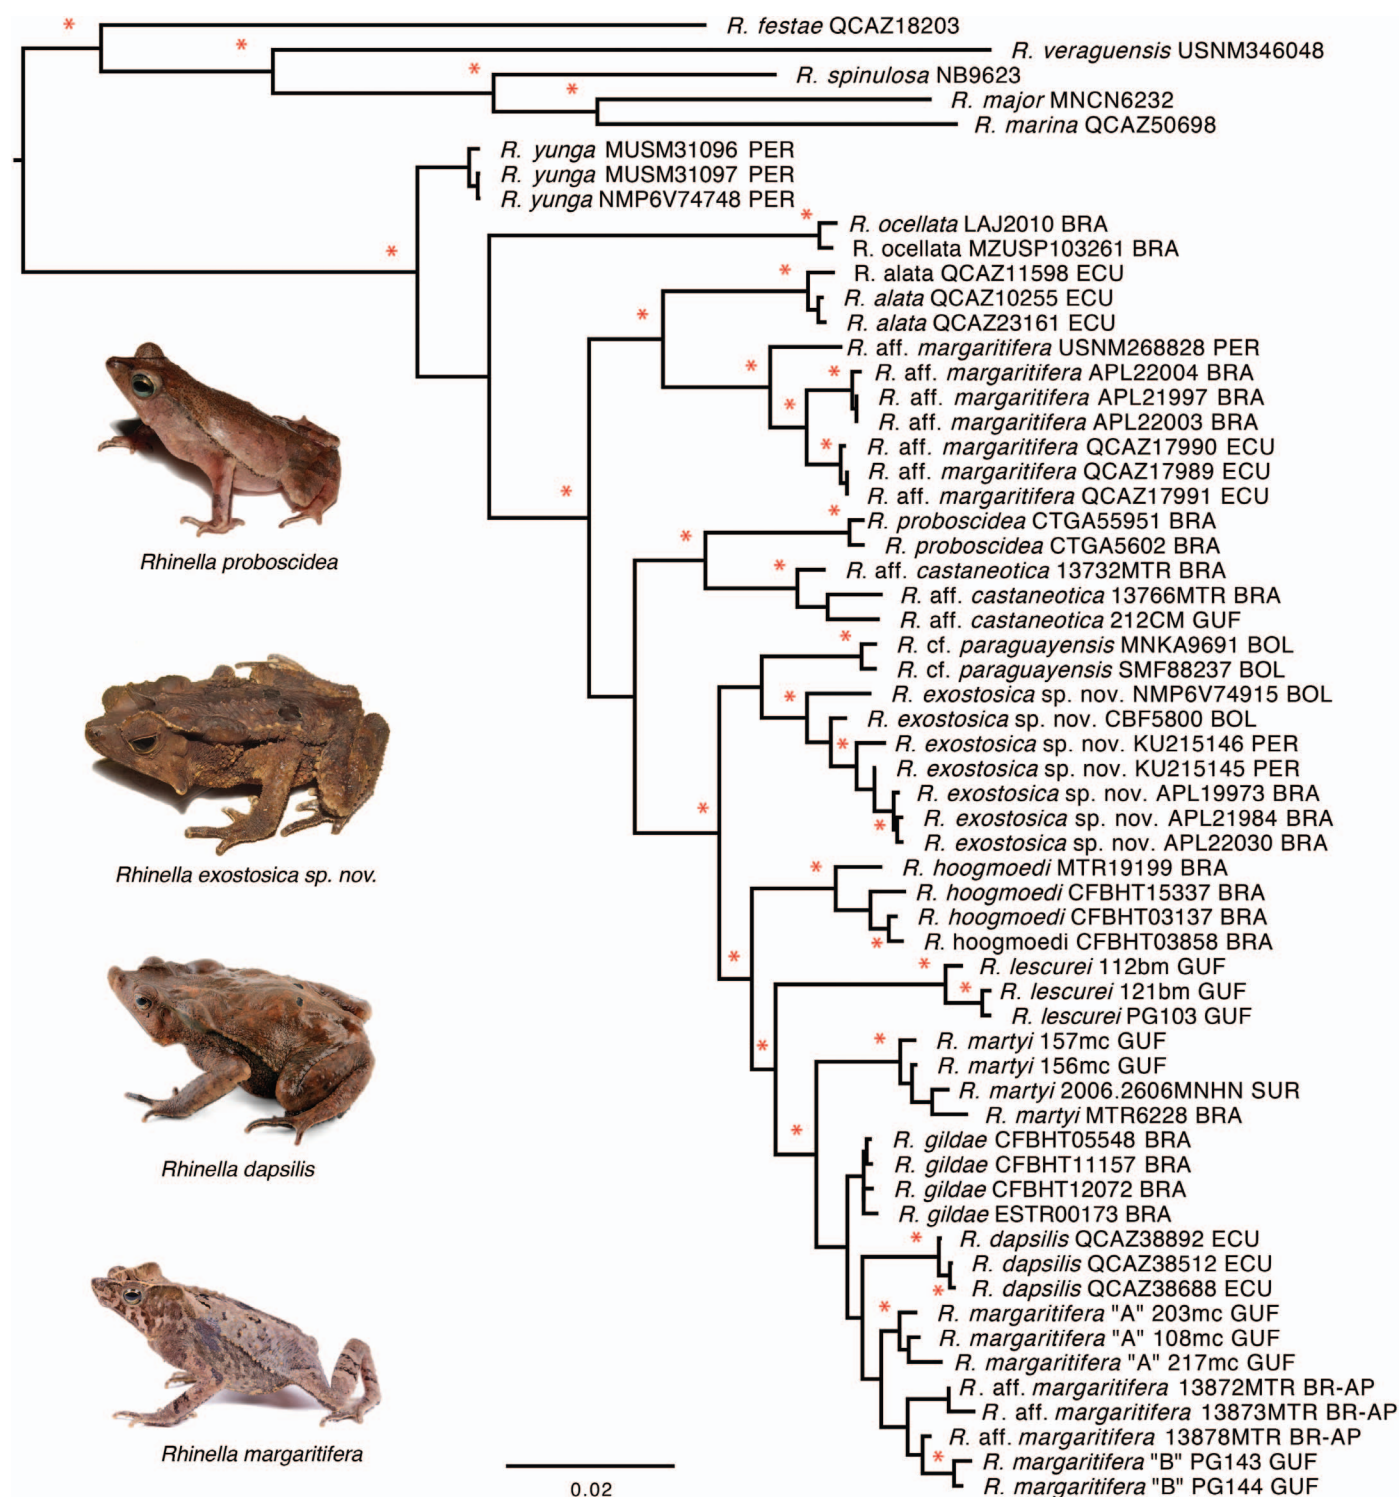 *
R. festae QCAZ18203
*
R. veraguensis USNM346048
*
R. spinulosa NB9623
*
R. major MNCN6232
R. marina QCAZ50698
R. yunga MUSM31096 PER
R. yunga MUSM31097 PER
R. yunga NMP6V74748 PER
*
*
R. ocellata LAJ2010 BRA
R. ocellata MZUSP103261 BRA
*
R. alata QCAZ11598 ECU
R. alata QCAZ10255 ECU
*
R. alata QCAZ23161 ECU
R. aff. margaritifera USNM268828 PER
*
*
R. aff. margaritifera APL22004 BRA
*
R. aff. margaritifera APL21997 BRA
R. aff. margaritifera APL22003 BRA
*
R. aff. margaritifera QCAZ17990 ECU
R. aff. margaritifera QCAZ17989 ECU
*
R. aff. margaritifera QCAZ17991 ECU
*
R. proboscidea CTGA55951 BRA
*
R. proboscidea CTGA5602 BRA
*
R. aff. castaneotica 13732MTR BRA
R. aff. castaneotica 13766MTR BRA
R. aff. castaneotica 212CM GUF
*
R. cf. paraguayensis MNKA9691 BOL
R. cf. paraguayensis SMF88237 BOL
*
R. exostosica sp. nov. NMP6V74915 BOL
R. exostosica sp. nov. CBF5800 BOL
*
R. exostosica sp. nov. KU215146 PER
R. exostosica sp. nov. KU215145 PER
R. exostosica sp. nov. APL19973 BRA
*
*
R. exostosica sp. nov. APL21984 BRA
R. exostosica sp. nov. APL22030 BRA
*
R. hoogmoedi MTR19199 BRA
R. hoogmoedi CFBHT15337 BRA
R. hoogmoedi CFBHT03137 BRA
*
R. hoogmoedi CFBHT03858 BRA
*
*
R. lescurei 112bm GUF
*
R. lescurei 121bm GUF
R. lescurei PG103 GUF
*
*
R. martyi 157mc GUF
R. martyi 156mc GUF
R. martyi 2006.2606MNHN SUR
R. martyi MTR6228 BRA
*
R. gildae CFBHT05548 BRA
R. gildae CFBHT11157 BRA
R. gildae CFBHT12072 BRA
R. gildae ESTR00173 BRA
*
R. dapsilis QCAZ38892 ECU
R. dapsilis QCAZ38512 ECU
*
R. dapsilis QCAZ38688 ECU
*
R. margaritifera "A" 203mc GUF
R. margaritifera "A" 108mc GUF
R. margaritifera "A" 217mc GUF
R. aff. margaritifera 13872MTR BR-AP
R. aff. margaritifera 13873MTR BR-AP
R. aff. margaritifera 13878MTR BR-AP
*
R. margaritifera "B" PG143 GUF
R. margaritifera "B" PG144 GUF
Rhinella proboscidea
Rhinella exostosica sp. nov.
Rhinella dapsilis
Rhinella margaritifera
0.02